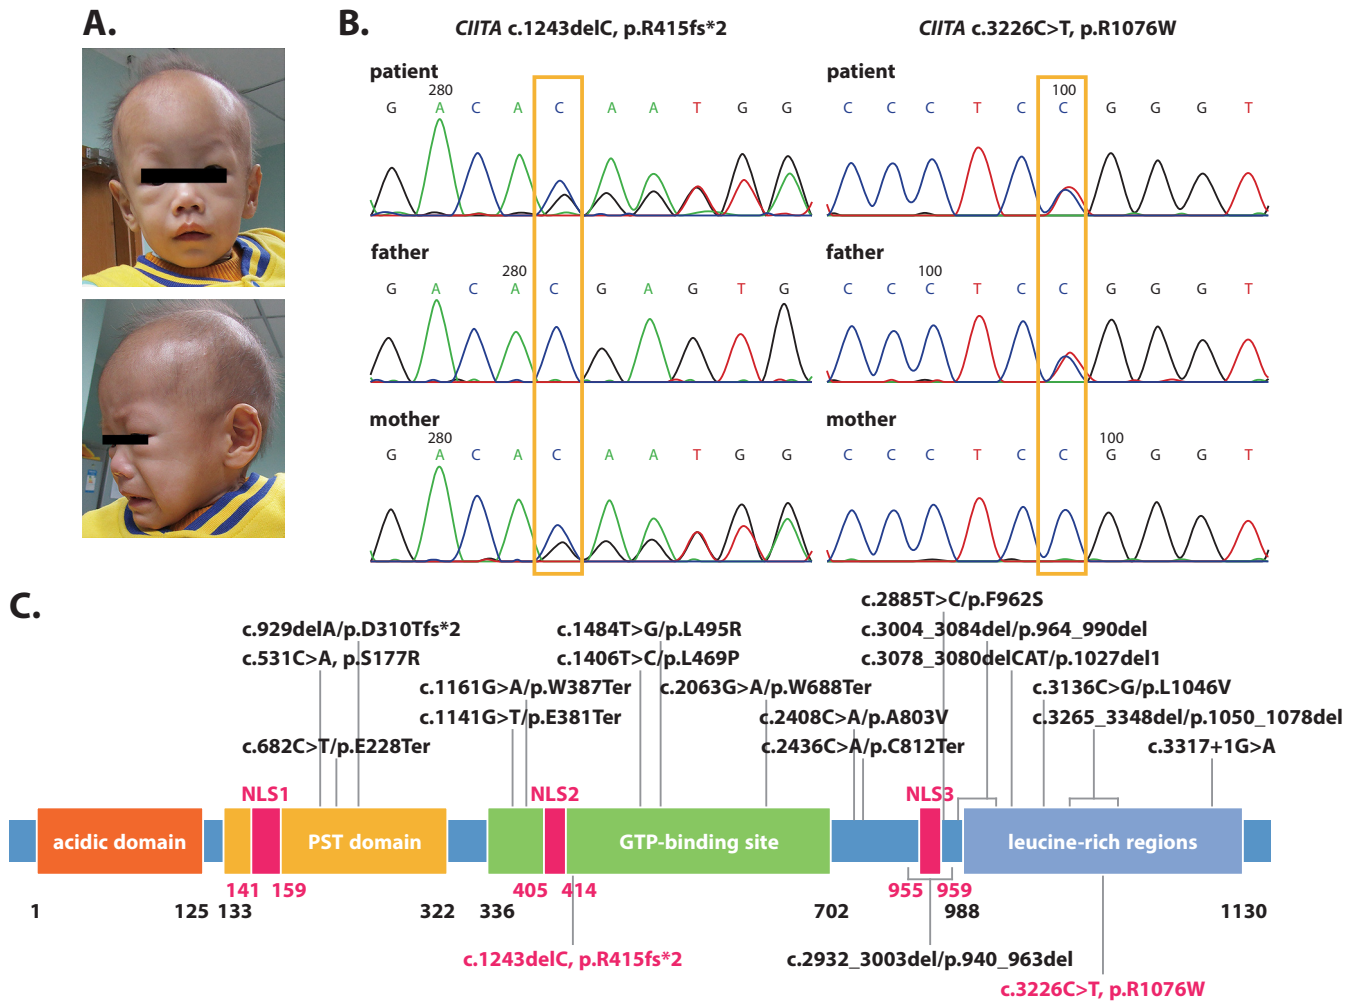 A.
B.
CIITA c.1243delC, p.R415fs*2
CIITA c.3226C>T, p.R1076W
patient
280
G A C A C A A T G G
patient
100
C C C T C C G G G T
father
280
G A C A C G A G T G
father
100
C C C T C C G G G T
mother
280
G A C A C A A T G G
mother
100
C C C T C C G G G T
C.
c.2885T>C/p.F962S
c.929delA/p.D310Tfs*2
c.1484T>G/p.L495R
c.3004_3084del/p.964_990del
c.531C>A, p.S177R
c.1406T>C/p.L469P
c.3078_3080delCAT/p.1027del1
c.1161G>A/p.W387Ter
c.2063G>A/p.W688Ter
c.3136C>G/p.L1046V
c.1141G>T/p.E381Ter
c.2408C>A/p.A803V
c.3265_3348del/p.1050_1078del
c.682C>T/p.E228Ter
c.2436C>A/p.C812Ter
c.3317+1G>A
NLS1
NLS2
NLS3
acidic domain
PST domain
GTP-binding site
leucine-rich regions
141 159
405 414
955 959
1 125 133 322 336 702 988 1130
c.1243delC, p.R415fs*2
c.2932_3003del/p.940_963del
c.3226C>T, p.R1076W